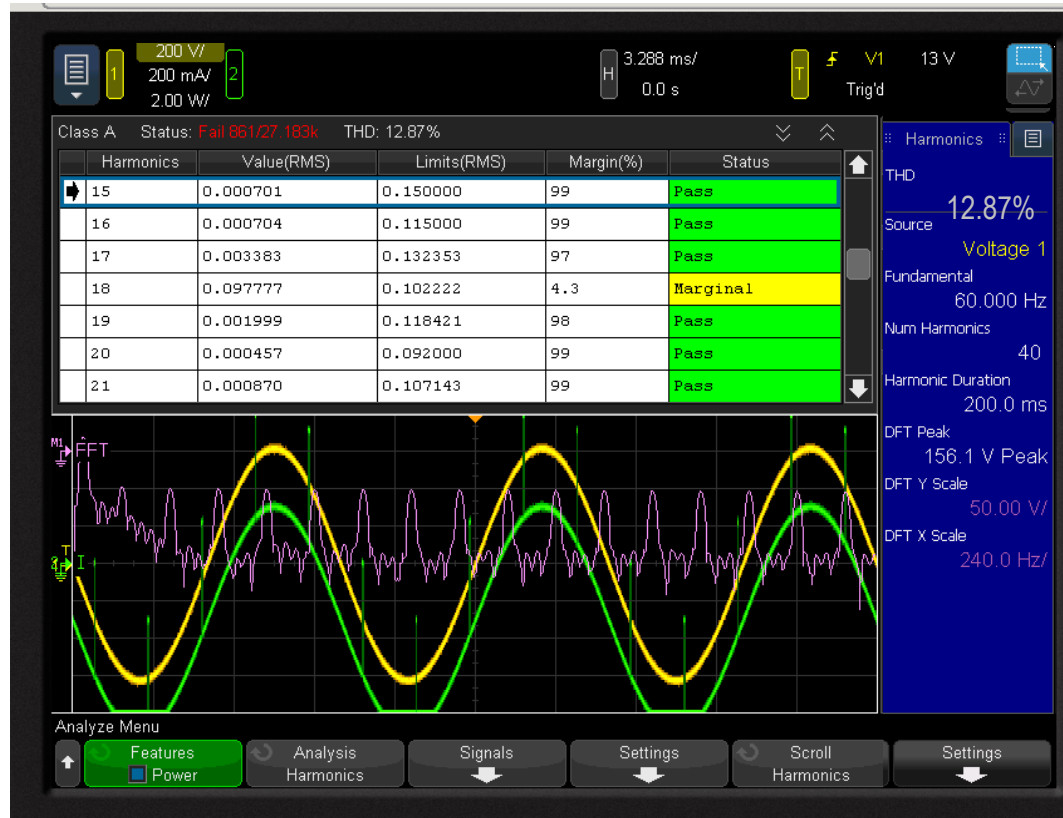 1
200 V/
200 mA/
2.00 W/
2
H
3.288 ms/
0.0 s
T
V1
13 V
Trig'd
Class A Status: Fail 861/27.183k THD: 12.87%
Harmonics Value(RMS) Limits(RMS) Margin(%) Status
15 0.000701 0.150000 99 Pass
16 0.000704 0.115000 99 Pass
17 0.003383 0.132353 97 Pass
18 0.097777 0.102222 4.3 Marginal
19 0.001999 0.118421 98 Pass
20 0.000457 0.092000 99 Pass
21 0.000870 0.107143 99 Pass
Harmonics
THD
12.87%
Source
Voltage 1
Fundamental
60.000 Hz
Num Harmonics
40
Harmonic Duration
200.0 ms
DFT Peak
156.1 V Peak
DFT Y Scale
50.00 V/
DFT X Scale
240.0 Hz/
M1
FFT
T
I
Analyze Menu
Features
Power
Analysis
Harmonics
Signals
Settings
Scroll
Harmonics
Settings